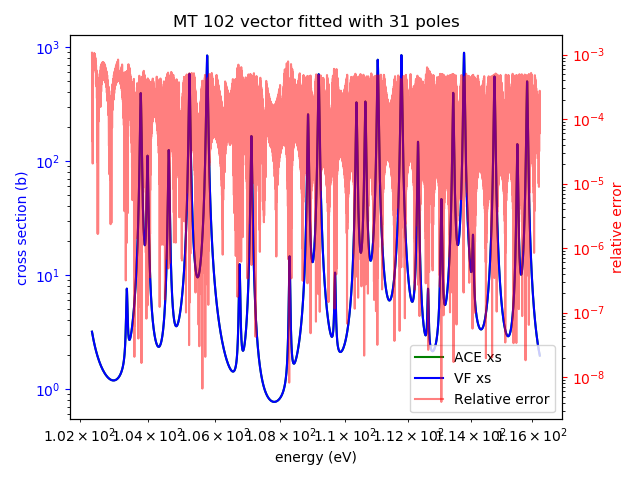 MT 102 vector fitted with 31 poles
cross section (b)
10³
10²
10¹
10⁰
10⁻³
10⁻⁴
10⁻⁵
10⁻⁶
10⁻⁷
10⁻⁸
relative error
ACE xs
VF xs
Relative error
1.02 × 10² 1.04 × 10² 1.06 × 10² 1.08 × 10² 1.1 × 10² 1.12 × 10² 1.14 × 10² 1.16 × 10²
energy (eV)